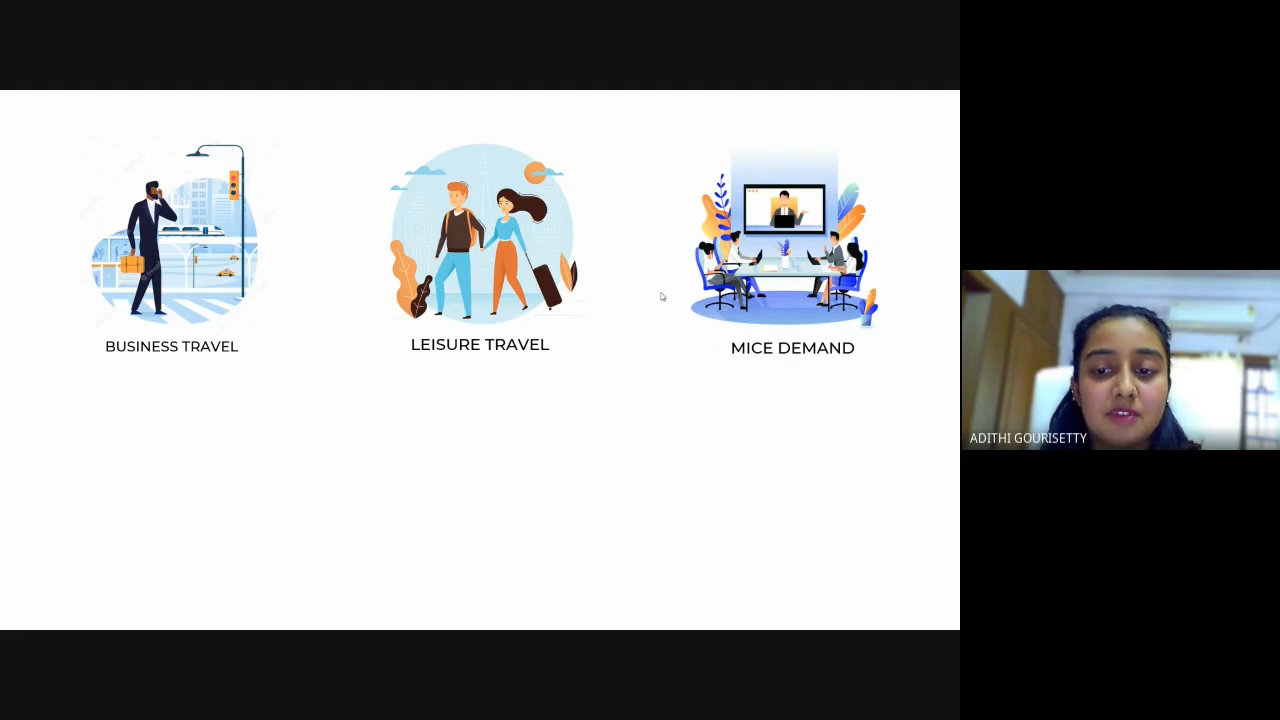 BUSINESS TRAVEL
LEISURE TRAVEL
MICE DEMAND
ADITHI GOURISETTY